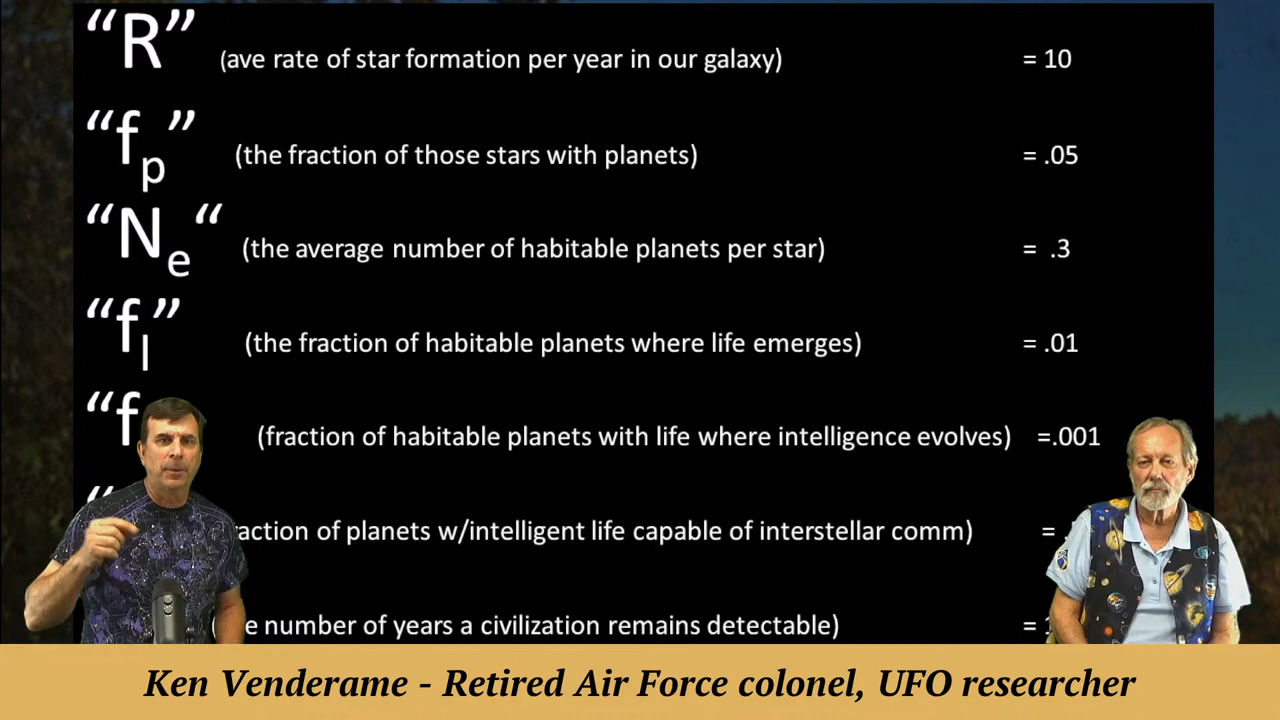 “R” (ave rate of star formation per year in our galaxy) = 10
“fp” (the fraction of those stars with planets) = .05
“Ne“ (the average number of habitable planets per star) = .3
“fl” (the fraction of habitable planets where life emerges) = .01
“f (fraction of habitable planets with life where intelligence evolves) =.001
“ of planets w/intelligent life capable of interstellar comm) =
number of years a civilization remains detectable) =
Ken Venderame - Retired Air Force colonel, UFO researcher